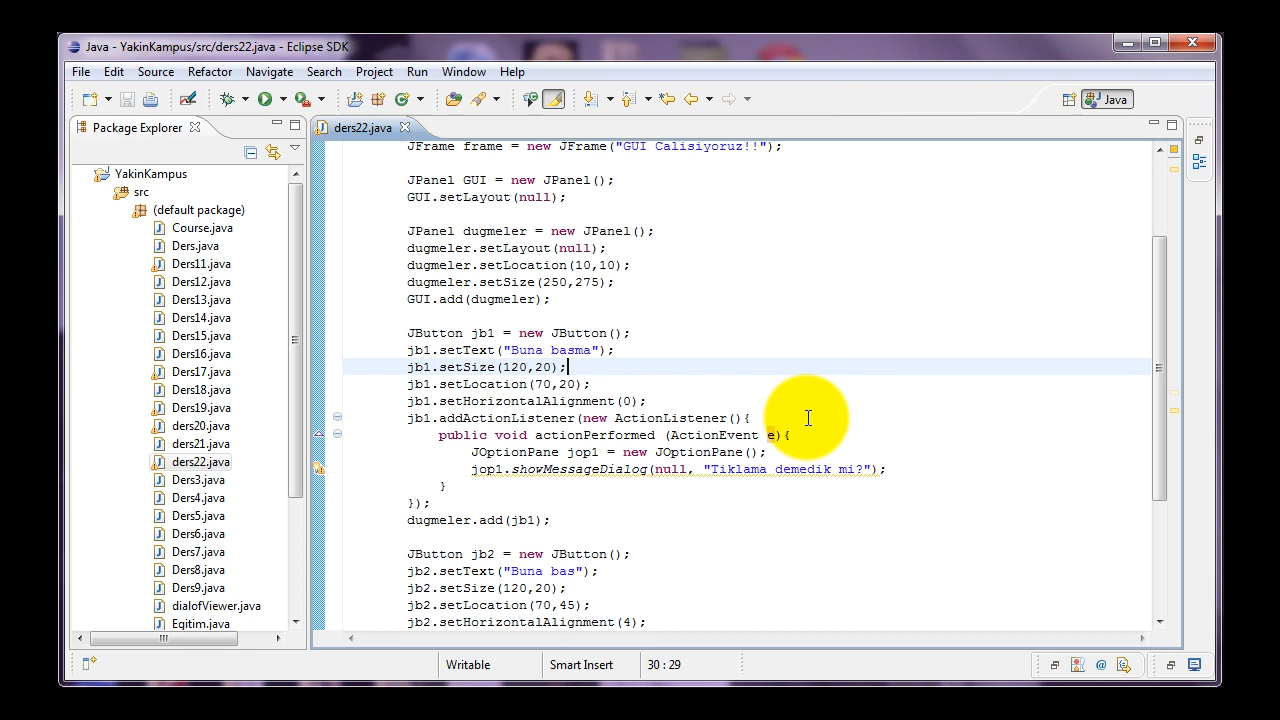 Java - YakinKampus/src/ders22.java - Eclipse SDK
File Edit Source Refactor Navigate Search Project Run Window Help
Java
Package Explorer
ders22.java
YakinKampus
src
(default package)
Course.java
Ders.java
Ders11.java
Ders12.java
Ders13.java
Ders14.java
Ders15.java
Ders16.java
Ders17.java
Ders18.java
Ders19.java
ders20.java
ders21.java
ders22.java
Ders3.java
Ders4.java
Ders5.java
Ders6.java
Ders7.java
Ders8.java
Ders9.java
dialofViewer.java
Egitim.java
JFrame frame = new JFrame("GUI Calisiyoruz!!");
JPanel GUI = new JPanel();
GUI.setLayout(null);
JPanel dugmeler = new JPanel();
dugmeler.setLayout(null);
dugmeler.setLocation(10,10);
dugmeler.setSize(250,275);
GUI.add(dugmeler);
JButton jb1 = new JButton();
jb1.setText("Buna basma");
jb1.setSize(120,20);
jb1.setLocation(70,20);
jb1.setHorizontalAlignment(0);
jb1.addActionListener(new ActionListener(){
public void actionPerformed (ActionEvent e){
JOptionPane jop1 = new JOptionPane();
jop1.showMessageDialog(null, "Tiklama demedik mi?");
}
});
dugmeler.add(jb1);
JButton jb2 = new JButton();
jb2.setText("Buna bas");
jb2.setSize(120,20);
jb2.setLocation(70,45);
jb2.setHorizontalAlignment(4);
Writable Smart Insert 30 : 29